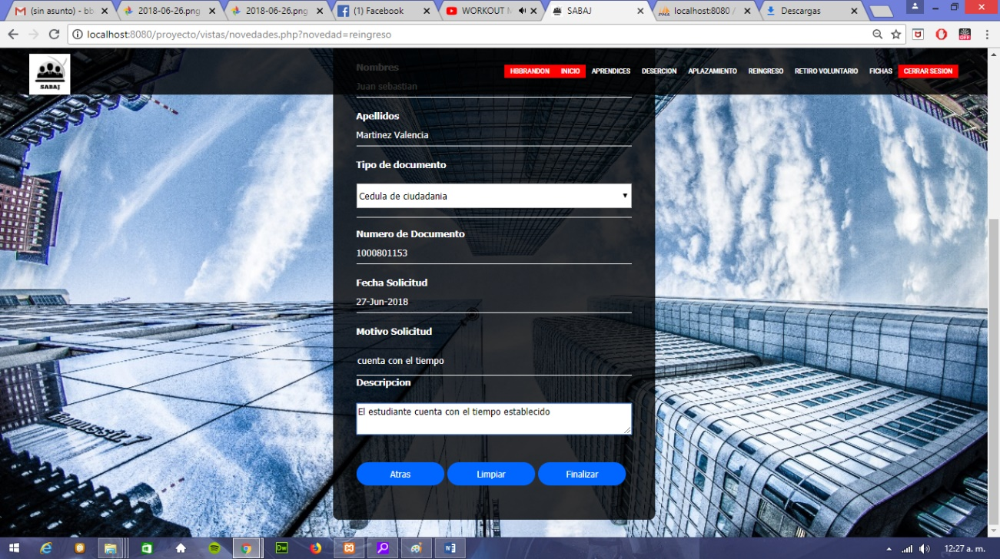 (sin asunto) - bb
2018-06-26.png
2018-06-26.png
(1) Facebook
WORKOUT M
SABAJ
localhost:8080 /
Descargas
localhost:8080/proyecto/vistas/novedades.php?novedad=reingreso
SABAJ
HBBRANDON INICIO APRENDICES DESERCION APLAZAMIENTO REINGRESO RETIRO VOLUNTARIO FICHAS CERRAR SESION
Nombres
Juan sebastian
Apellidos
Martinez Valencia
Tipo de documento
Cedula de ciudadania
Numero de Documento
1000801153
Fecha Solicitud
27-Jun-2018
Motivo Solicitud
cuenta con el tiempo
Descripcion
El estudiante cuenta con el tiempo establecido
Atras Limpiar Finalizar
12:27 a. m.